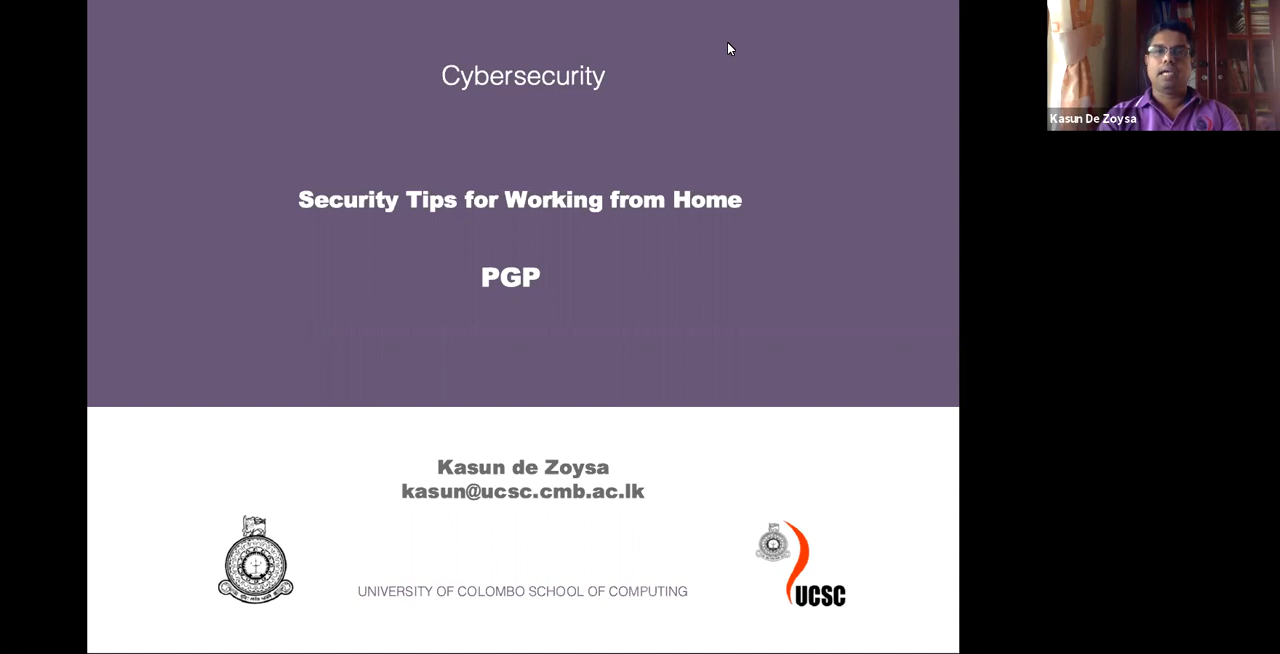 Cybersecurity
Security Tips for Working from Home
PGP
Kasun de Zoysa
kasun@ucsc.cmb.ac.lk
UNIVERSITY OF COLOMBO SCHOOL OF COMPUTING
UCSC
Kasun De Zoysa